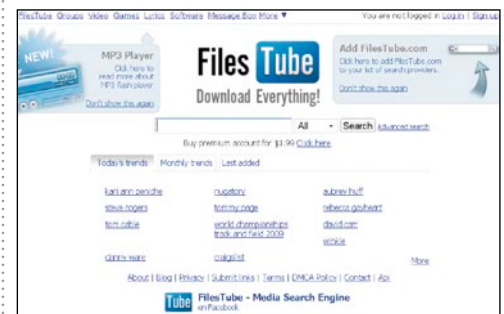 FilesTube Groups Video Games Lyrics Software Message Box More ▼ You are not logged in Log in | Sign up
NEW!
MP3 Player
Click here to
read more about
MP3 flash player
Don't show this again
Files Tube
Download Everything!
Add FilesTube.com
Click here to add FilesTube.com
to your list of search providers.
Don't show this again
All Search Advanced search
Buy premium account for $1.99 Click here
Today's trends Monthly trends Last added
kari ann peniche nugatory aubrey huff
steve rogers tommy page rebecca gayheart
tom cable world championships david carr
track and field 2009
winkle
danny ware craigslist More
About | Blog | Privacy | Submit links | Terms | DMCA Policy | Contact | Api
Tube FilesTube - Media Search Engine
on Facebook